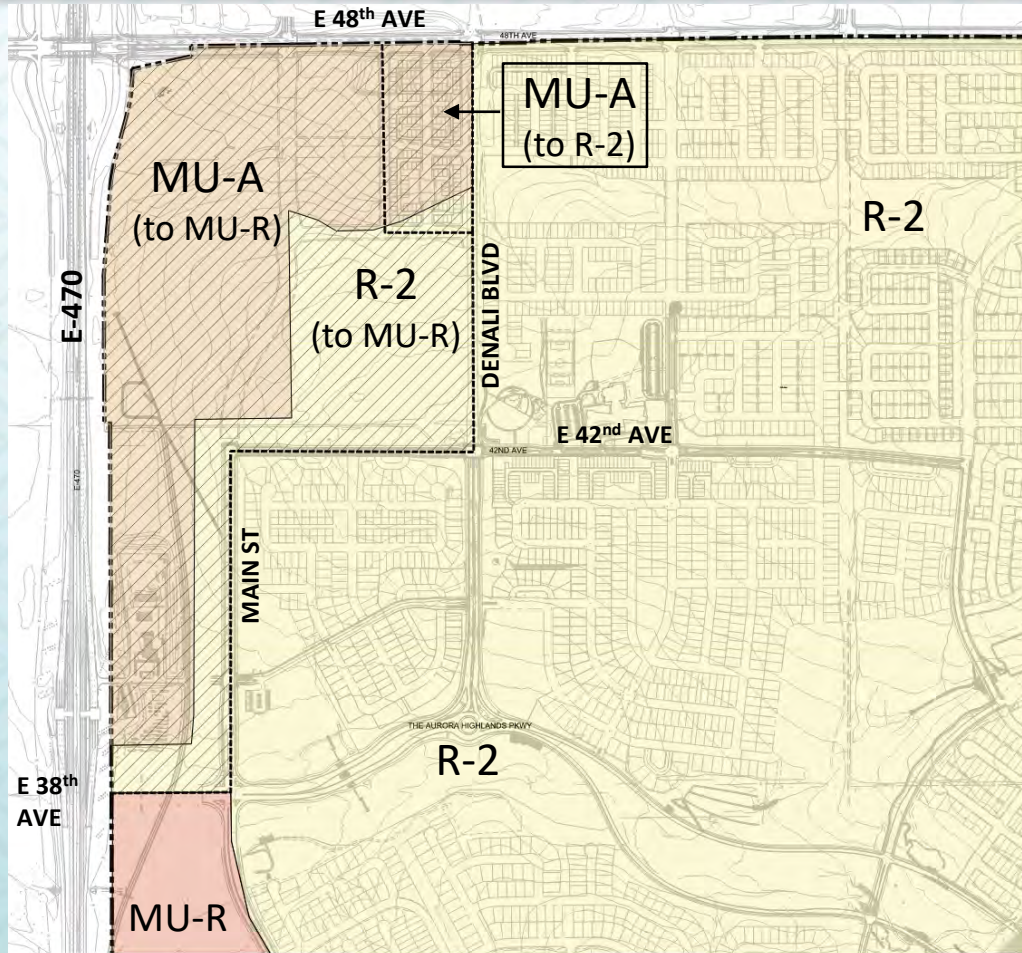 E 48th AVE
48TH AVE
MU-A
(to R-2)
MU-A
(to MU-R)
R-2
R-2
(to MU-R)
E-470
DENALI BLVD
E 42nd AVE
42ND AVE
E-470
MAIN ST
THE AURORA HIGHLANDS PKWY
R-2
E 38th
AVE
MU-R